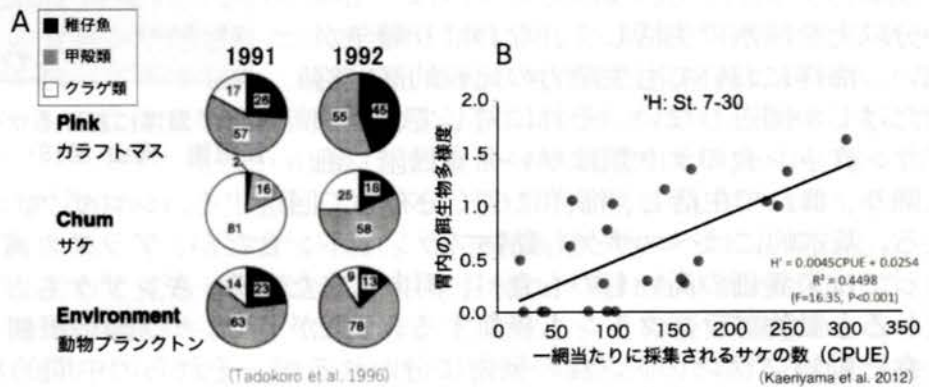 A
稚仔魚
甲殻類
クラゲ類
1991 1992
17 26 57
45 55
Pink
カラフトマス
16 81
25 18 58
Chum
サケ
14 23 63
9 13 78
Environment
動物プランクトン
(Tadokoro et al. 1996)
B
胃内の餌生物多様度
2.0
1.5
1.0
0.5
0.0
'H: St. 7-30
H' = 0.0045CPUE + 0.0254
R² = 0.4498
(F=16.35, P<0.001)
0 50 100 150 200 250 300 350
一網当たりに採集されるサケの数 (CPUE)
(Kaeriyama et al. 2012)